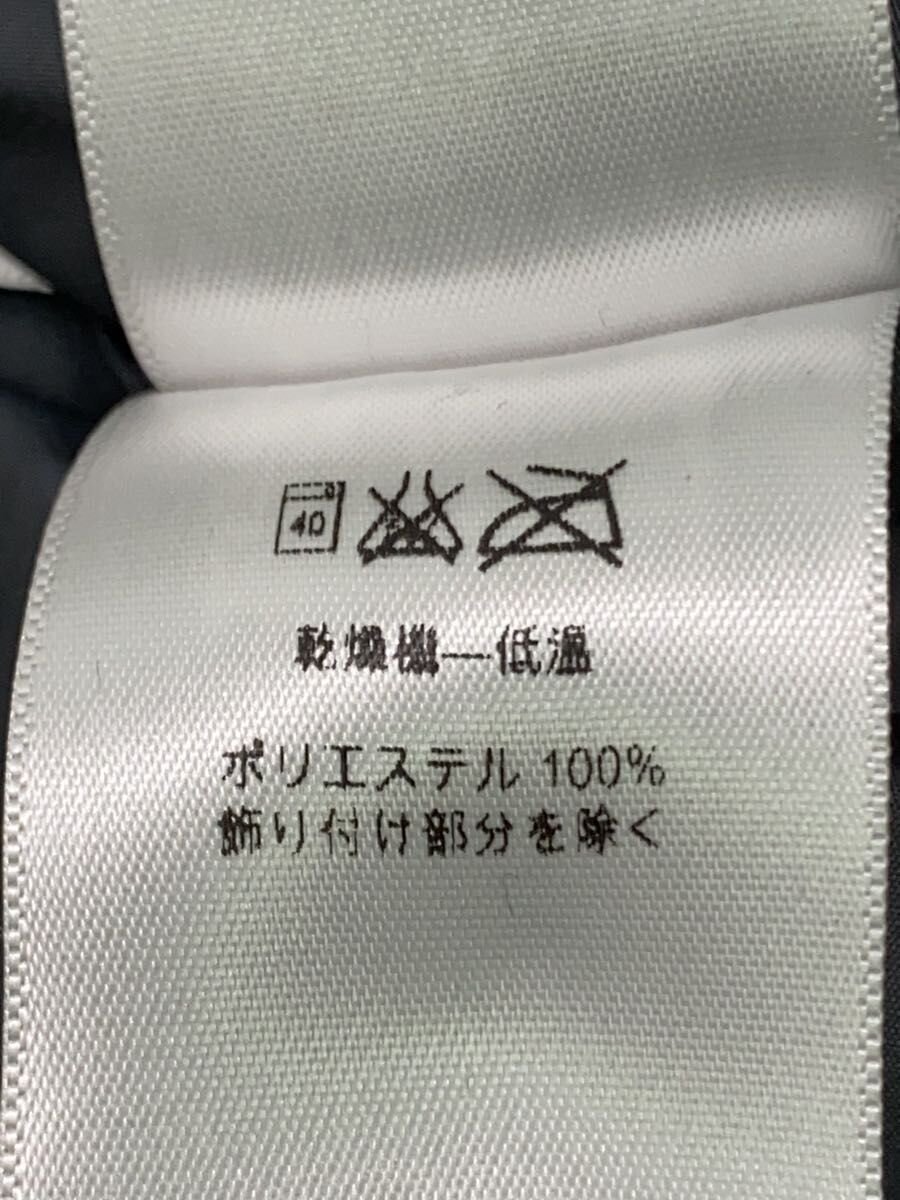 40
乾燥機—低温
ポリエステル 100%
飾り付け部分を除く